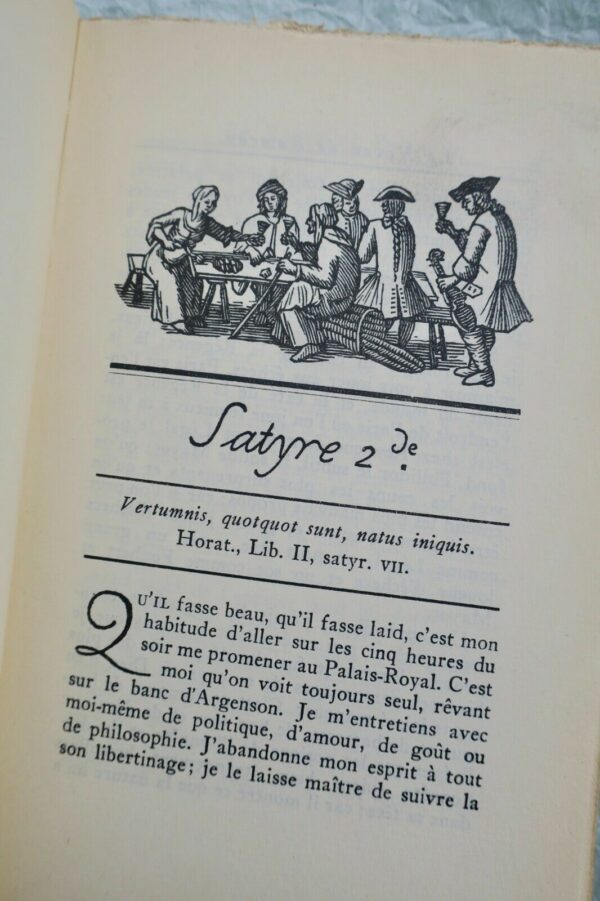 Satyre 2de.
Vertumnis, quotquot sunt, natus iniquis.
Horat., Lib. II, satyr. VII.
QU'IL fasse beau, qu'il fasse laid, c'est mon
habitude d'aller sur les cinq heures du
soir me promener au Palais-Royal. C'est
moi qu'on voit toujours seul, rêvant
sur le banc d'Argenson. Je m'entretiens avec
moi-même de politique, d'amour, de goût ou
de philosophie. J'abandonne mon esprit à tout
son libertinage; je le laisse maître de suivre la